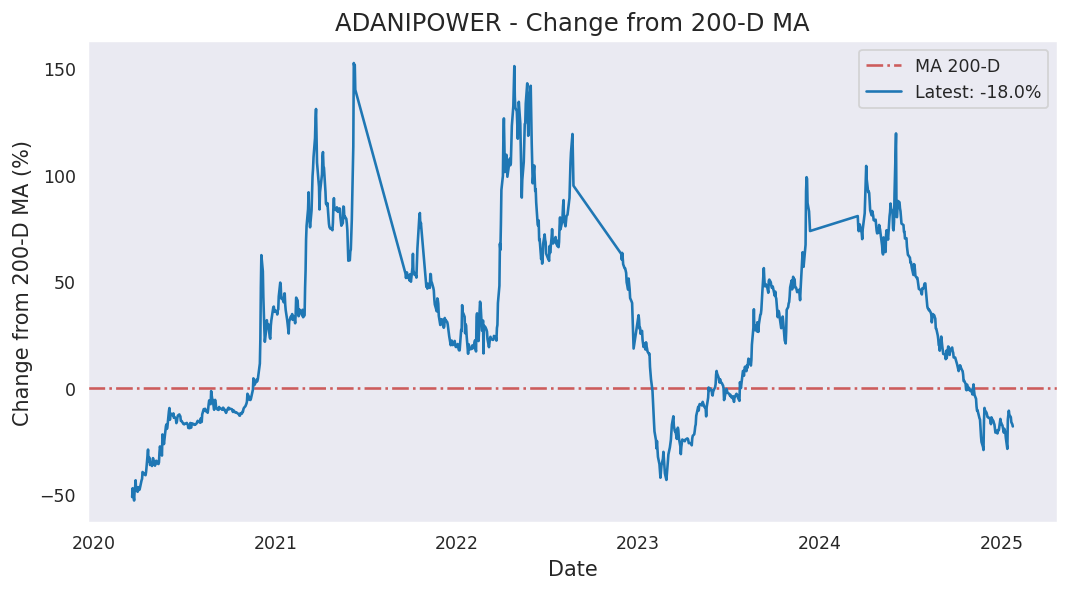 ADANIPOWER - Change from 200-D MA
MA 200-D
Latest: -18.0%
Change from 200-D MA (%)
150
100
50
0
−50
2020 2021 2022 2023 2024 2025
Date